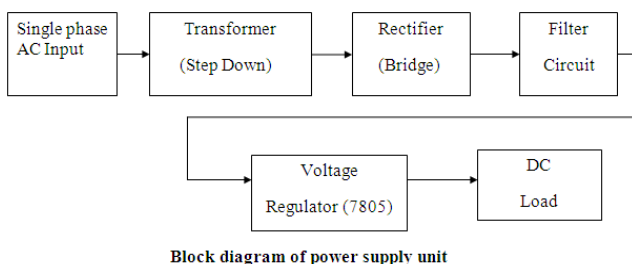 Single phase
AC Input
Transformer
(Step Down)
Rectifier
(Bridge)
Filter
Circuit
Voltage
Regulator (7805)
DC
Load
Block diagram of power supply unit